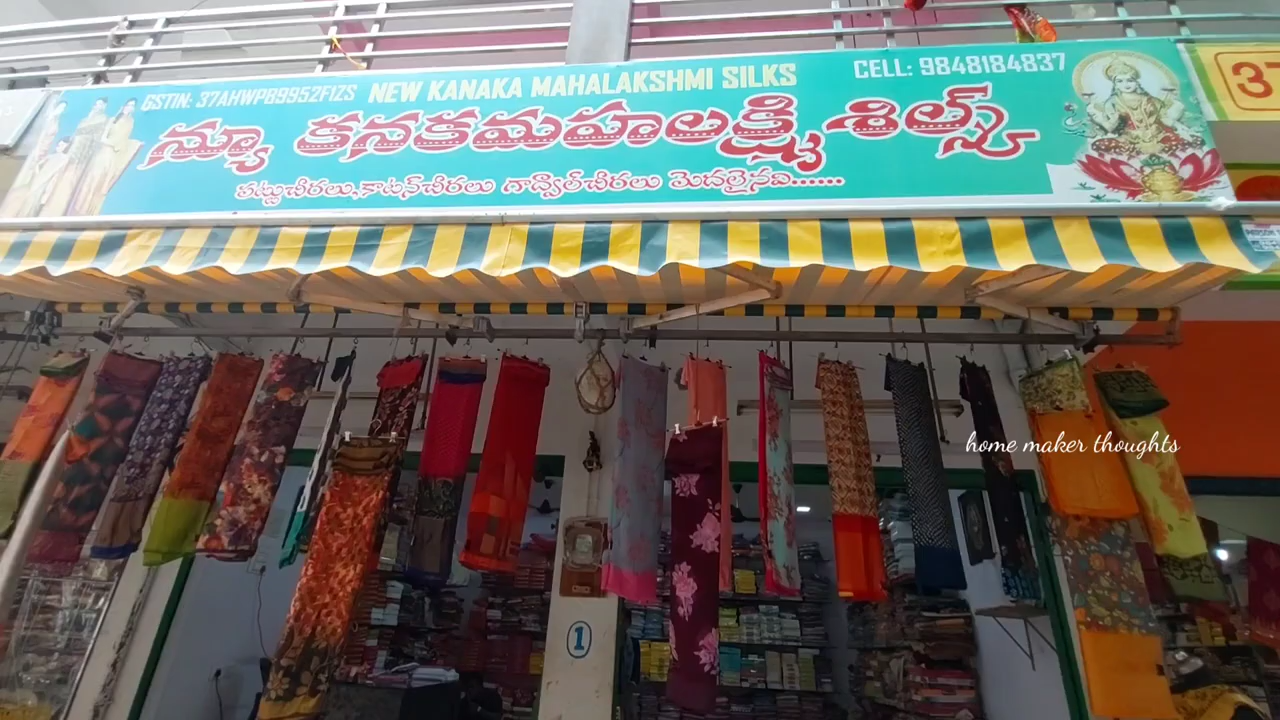 GSTIN: 37AHWPB9952F1ZS NEW KANAKA MAHALAKSHMI SILKS CELL: 9848184837
న్యూ కనకమహాలక్ష్మి శిల్క్స్
పట్టుచీరలు,కాటన్‌చీరలు గాద్వాల్‌చీరలు మొదలైనవి......
37
home maker thoughts
1